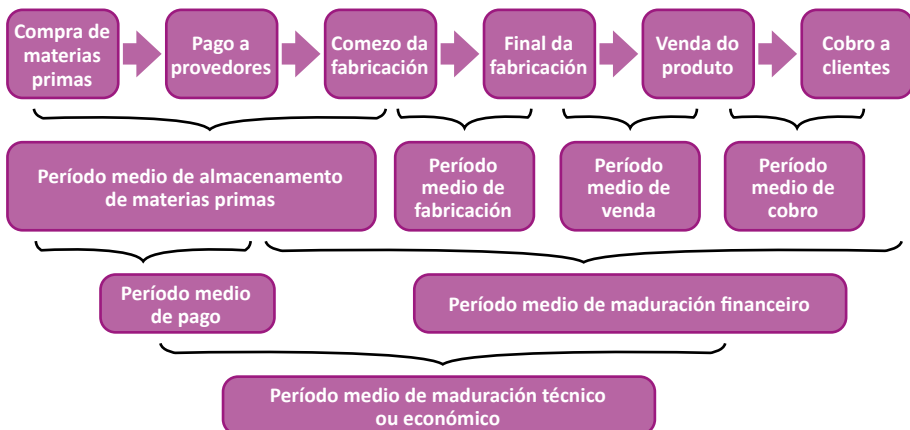 Compra de
materias
primas
Pago a
provedores
Comezo da
fabricación
Final da
fabricación
Venda do
produto
Cobro a
clientes
Período medio de almacenamento
de materias primas
Período
medio de
fabricación
Período
medio de
venda
Período
medio de
cobro
Período medio
de pago
Período medio de maduración financeiro
Período medio de maduración técnico
ou económico